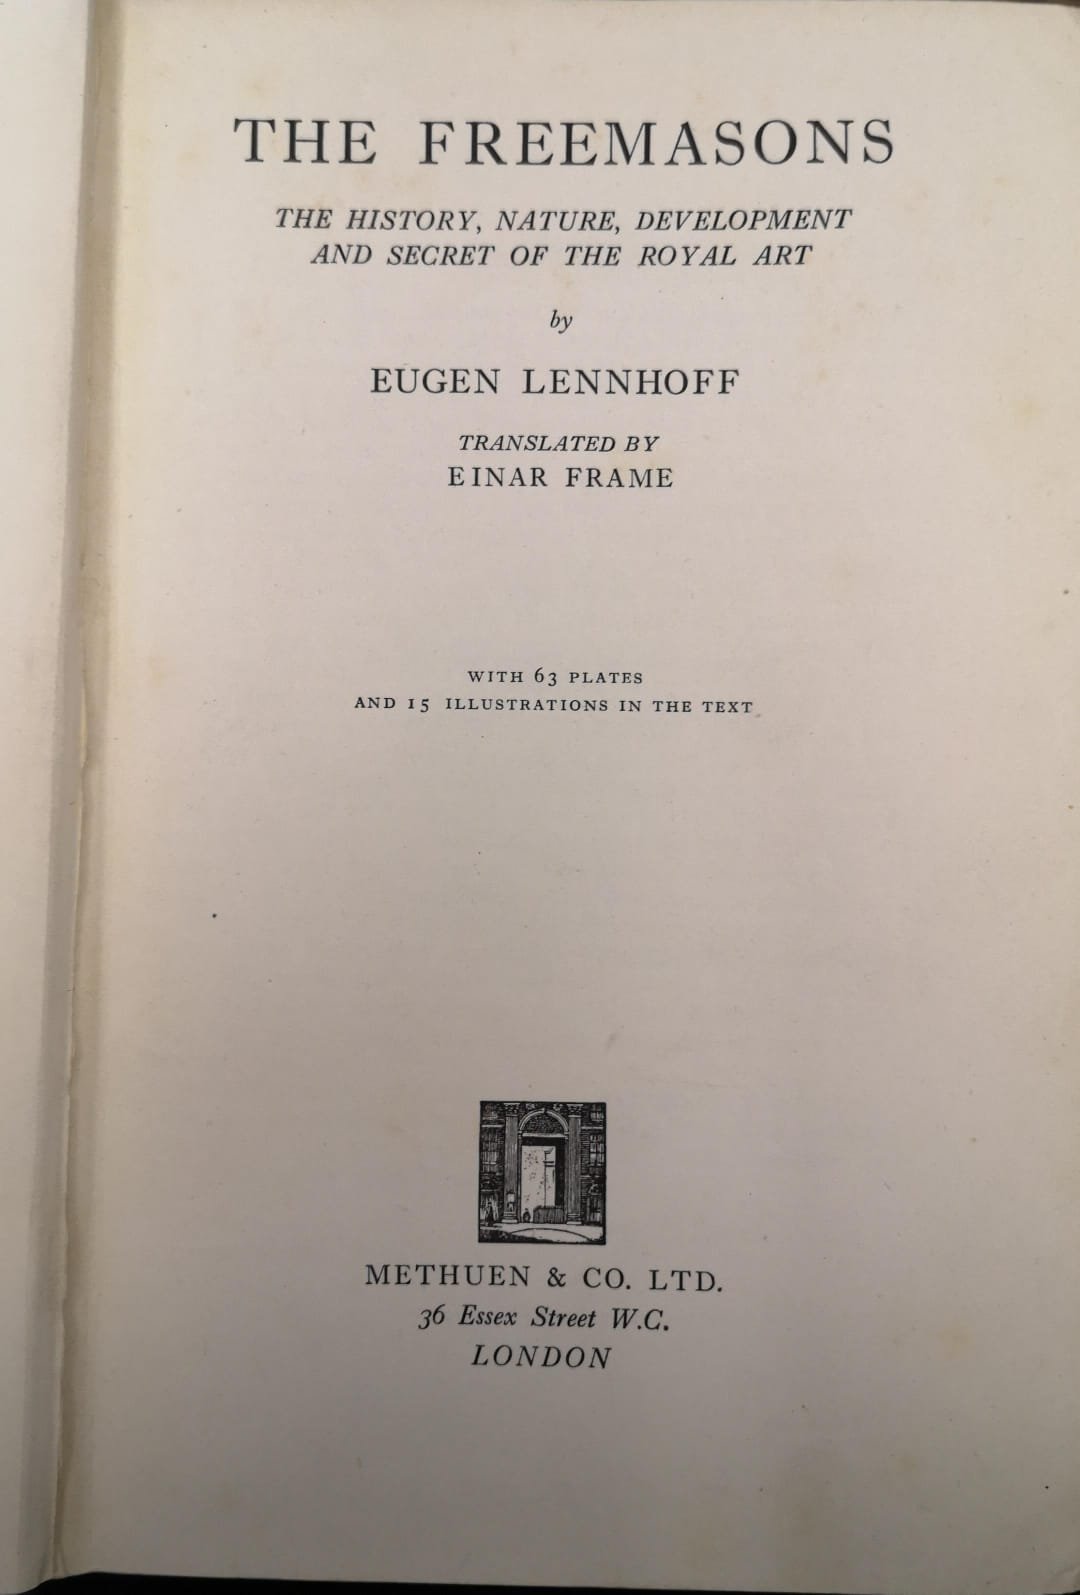 THE FREEMASONS
THE HISTORY, NATURE, DEVELOPMENT
AND SECRET OF THE ROYAL ART
by
EUGEN LENNHOFF
TRANSLATED BY
EINAR FRAME
WITH 63 PLATES
AND 15 ILLUSTRATIONS IN THE TEXT
METHUEN & CO. LTD.
36 Essex Street W.C.
LONDON